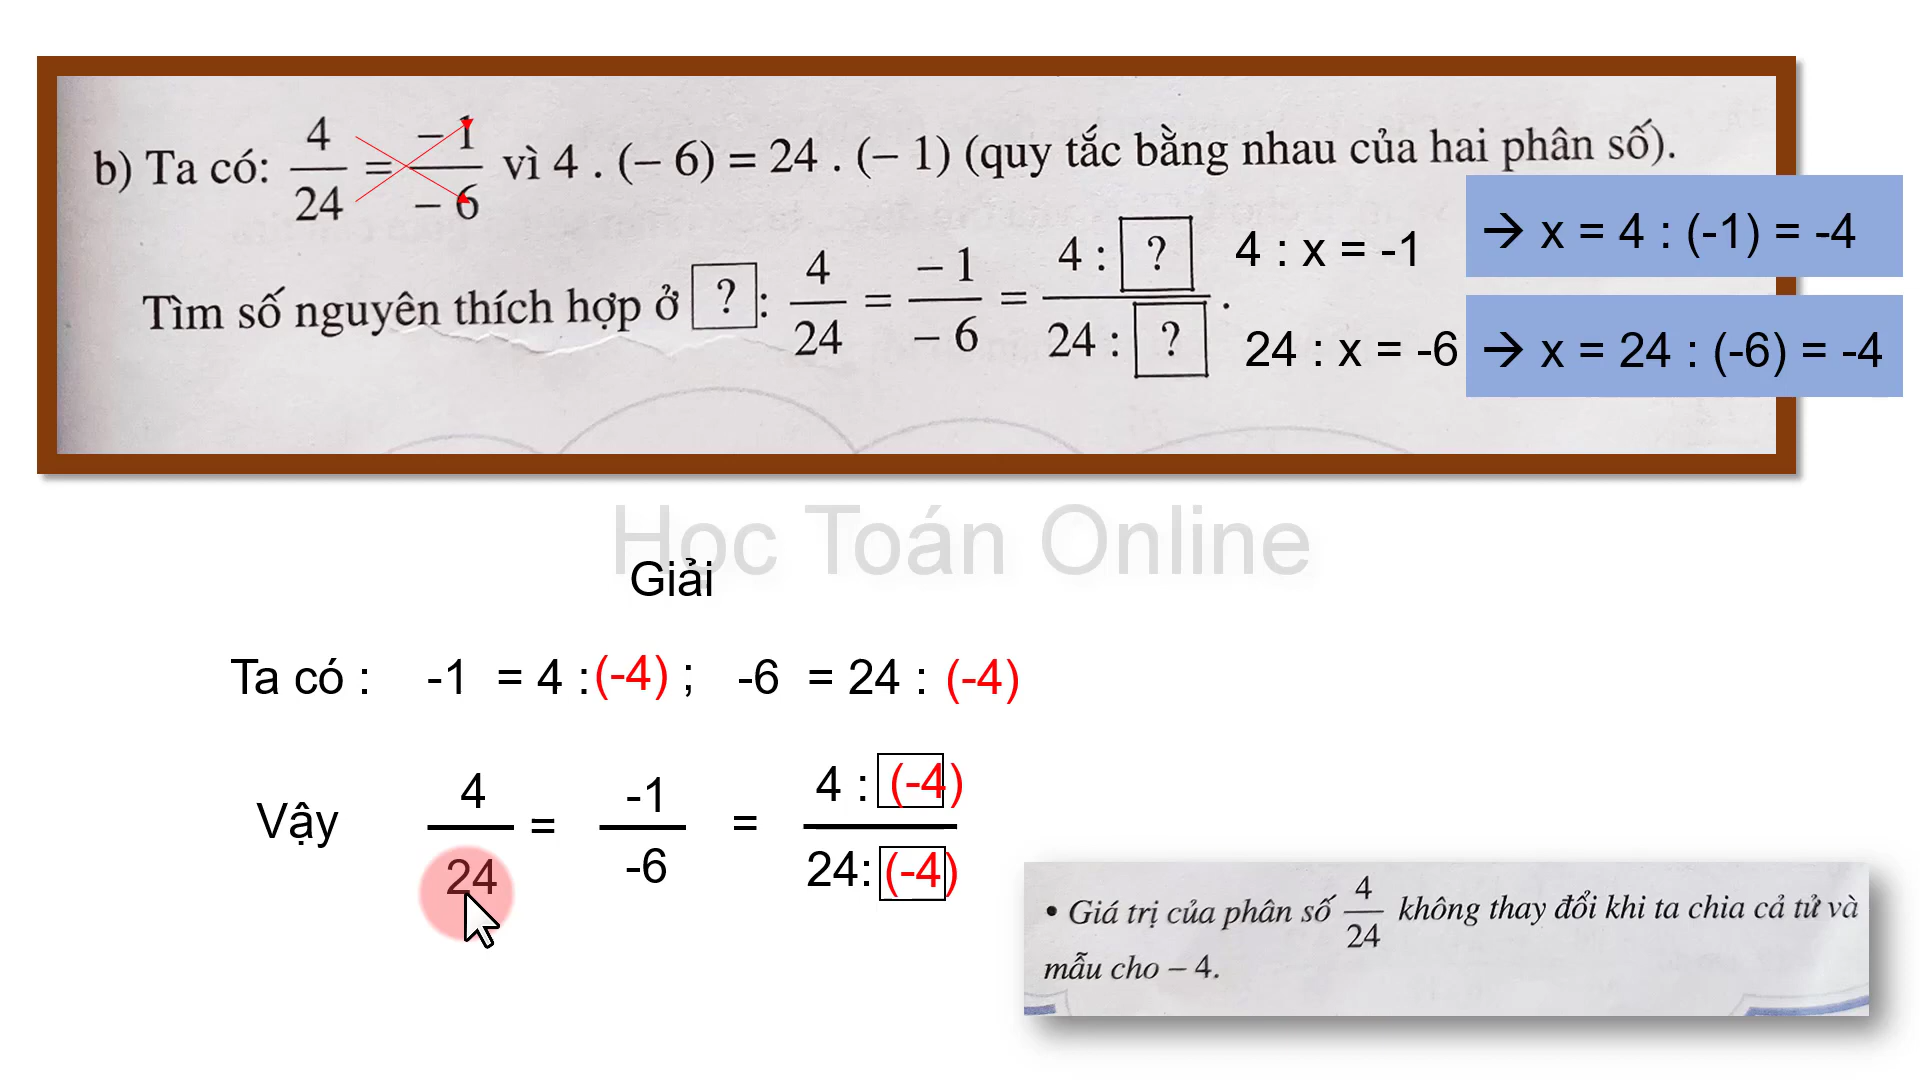 b) Ta có: 4/24 = –1/–6 vì 4 . (– 6) = 24 . (– 1) (quy tắc bằng nhau của hai phân số).
Tìm số nguyên thích hợp ở ? : 4/24 = –1/–6 = 4 : ?/24 : ? .
4 : x = -1 → x = 4 : (-1) = -4
24 : x = -6 → x = 24 : (-6) = -4
Học Toán Online
Giải
Ta có : -1 = 4 :(-4) ; -6 = 24 : (-4)
Vậy 4/24 = -1/-6 = 4 : (-4)/24: (-4)
• Giá trị của phân số 4/24 không thay đổi khi ta chia cả tử và
mẫu cho – 4.